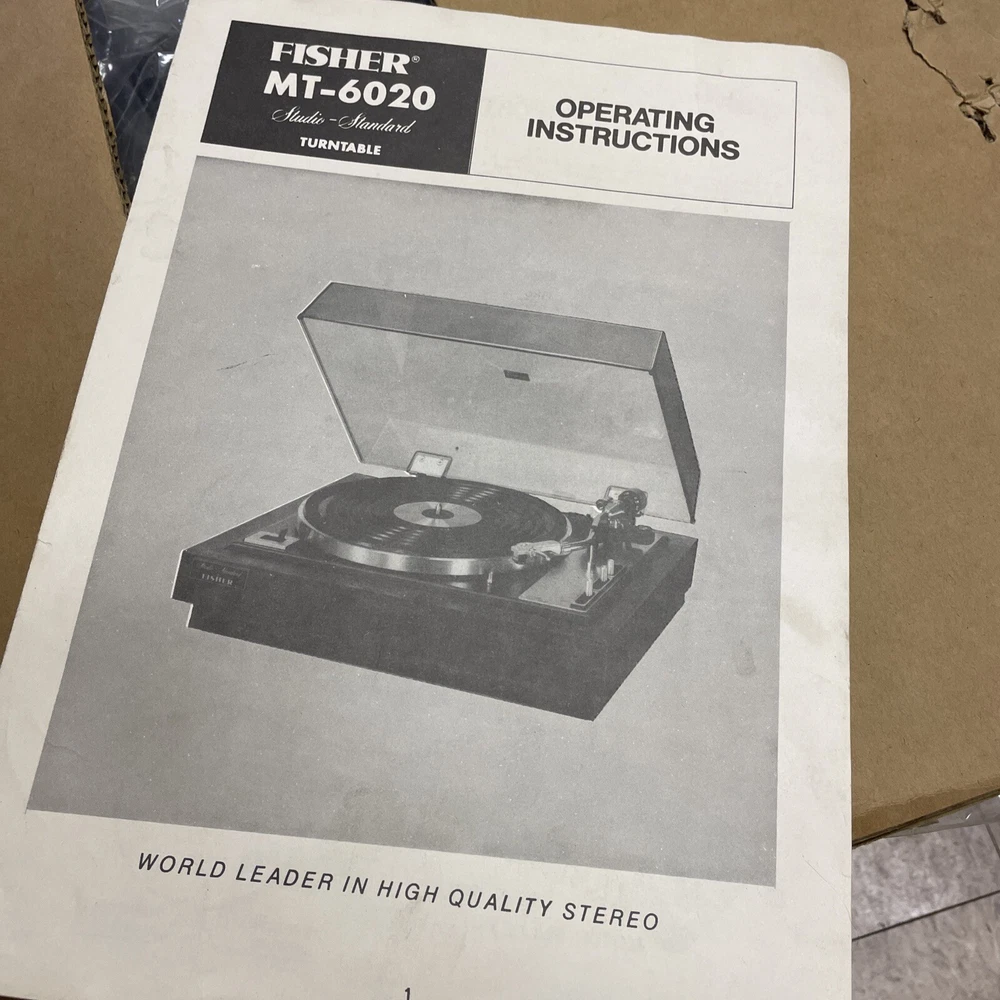 FISHER®
MT-6020
Studio-Standard
TURNTABLE
OPERATING
INSTRUCTIONS
FISHER
WORLD LEADER IN HIGH QUALITY STEREO
1